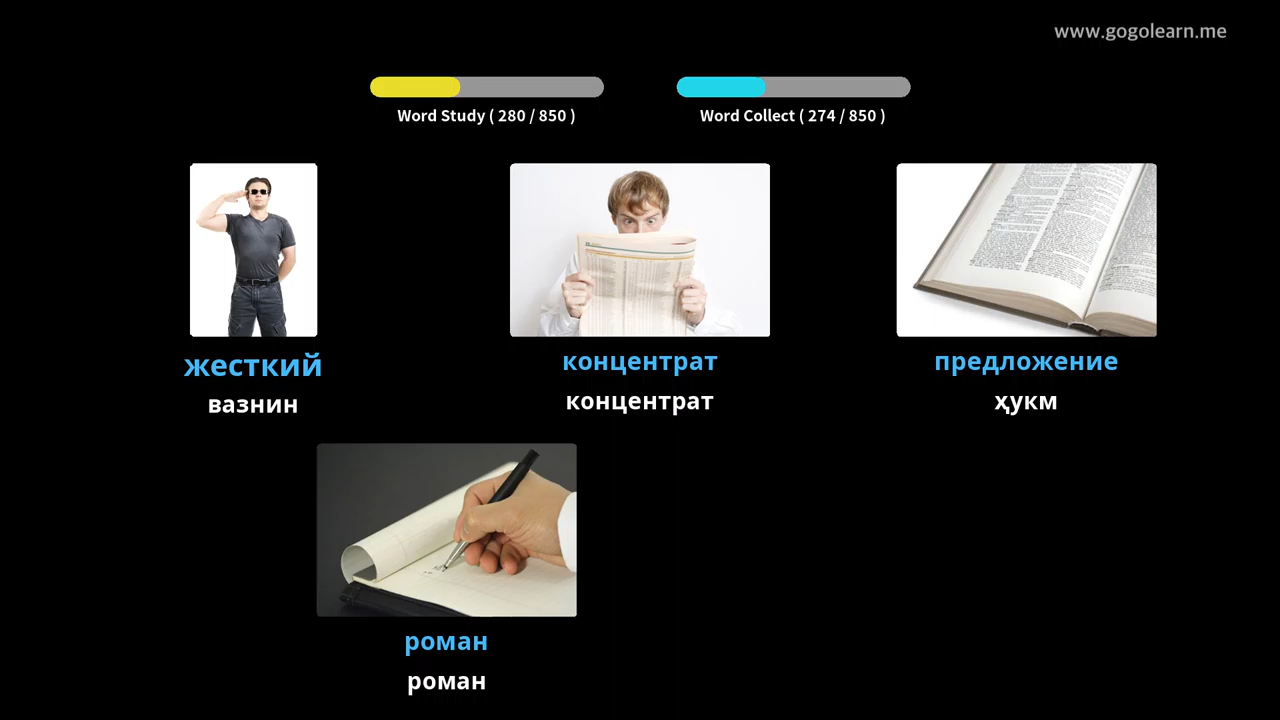 www.gogolearn.me
Word Study ( 280 / 850 )
Word Collect ( 274 / 850 )
жесткий
вазнин
концентрат
концентрат
предложение
ҳукм
роман
роман